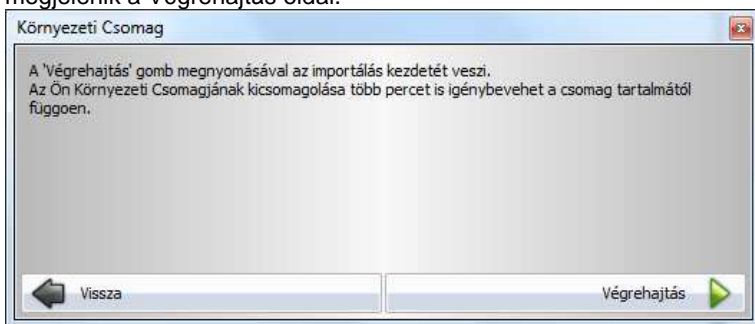 megjelenik a Végrehajtás oldal.
Környezeti Csomag
A 'Végrehajtás' gomb megnyomásával az importálás kezdetét veszi.
Az Ön Környezeti Csomagjának kicsomagolása több percet is igénybevehet a csomag tartalmától
függoen.
Vissza
Végrehajtás